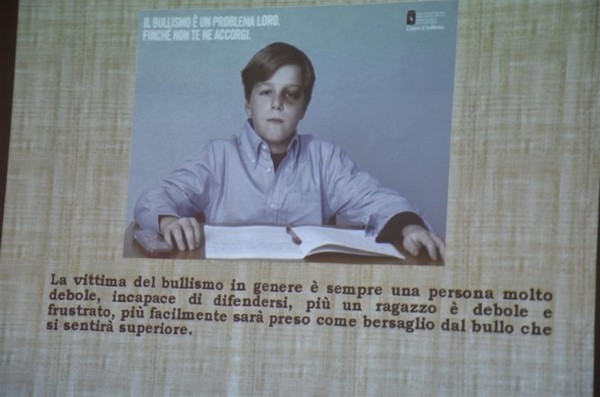 IL BULLISMO È UN PROBLEMA LORO.
FINCHÉ NON TE NE ACCORGI.
La vittima del bullismo in genere è sempre una persona molto
debole, incapace di difendersi, più un ragazzo è debole e
frustrato, più facilmente sarà preso come bersaglio dal bullo che
si sentirà superiore.